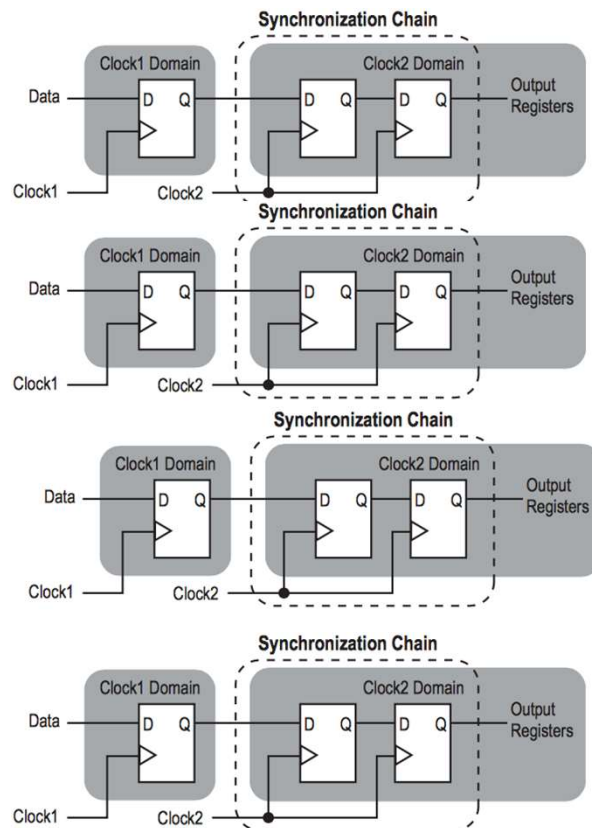 Synchronization Chain
Clock1 Domain
Clock2 Domain
Data
D Q
D Q
D Q
Output
Registers
Clock1
Clock2
Synchronization Chain
Clock1 Domain
Clock2 Domain
Data
D Q
D Q
D Q
Output
Registers
Clock1
Clock2
Synchronization Chain
Clock1 Domain
Clock2 Domain
Data
D Q
D Q
D Q
Output
Registers
Clock1
Clock2
Synchronization Chain
Clock1 Domain
Clock2 Domain
Data
D Q
D Q
D Q
Output
Registers
Clock1
Clock2